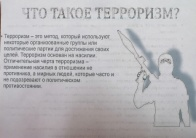 ЧТО ТАКОЕ ТЕРРОРИЗМ?
• Терроризм – это метод, который используют
некоторые организованные группы или
политические партии для достижения своих
целей. Терроризм основан на насилии.
Отличительная черта терроризма –
применение насилия в отношении не
противника, а мирных людей, которые часто и
не подозревают о политическом
противостоянии.